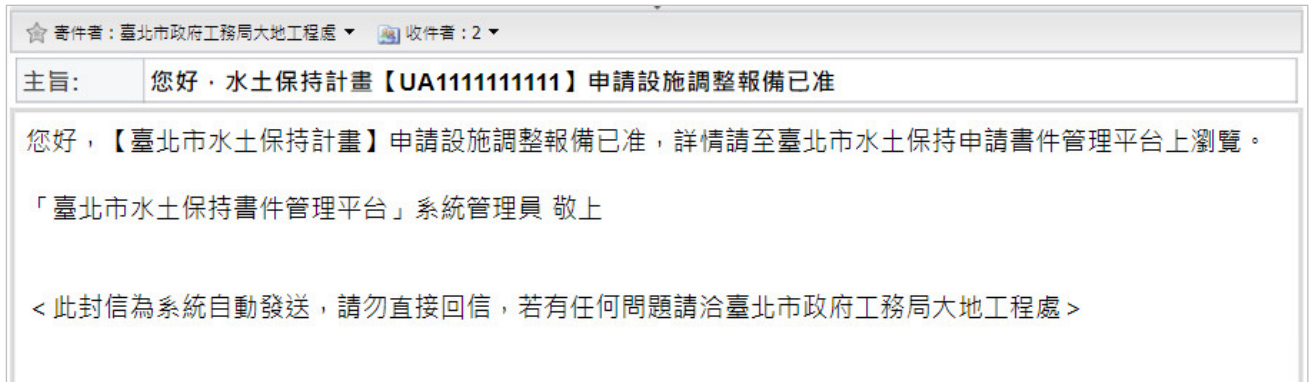 寄件者：臺北市政府工務局大地工程處 收件者：2
主旨: 您好，水土保持計畫【UA1111111111】申請設施調整報備已准
您好，【臺北市水土保持計畫】申請設施調整報備已准，詳情請至臺北市水土保持申請書件管理平台上瀏覽。
「臺北市水土保持書件管理平台」系統管理員 敬上
<此封信為系統自動發送，請勿直接回信，若有任何問題請洽臺北市政府工務局大地工程處>